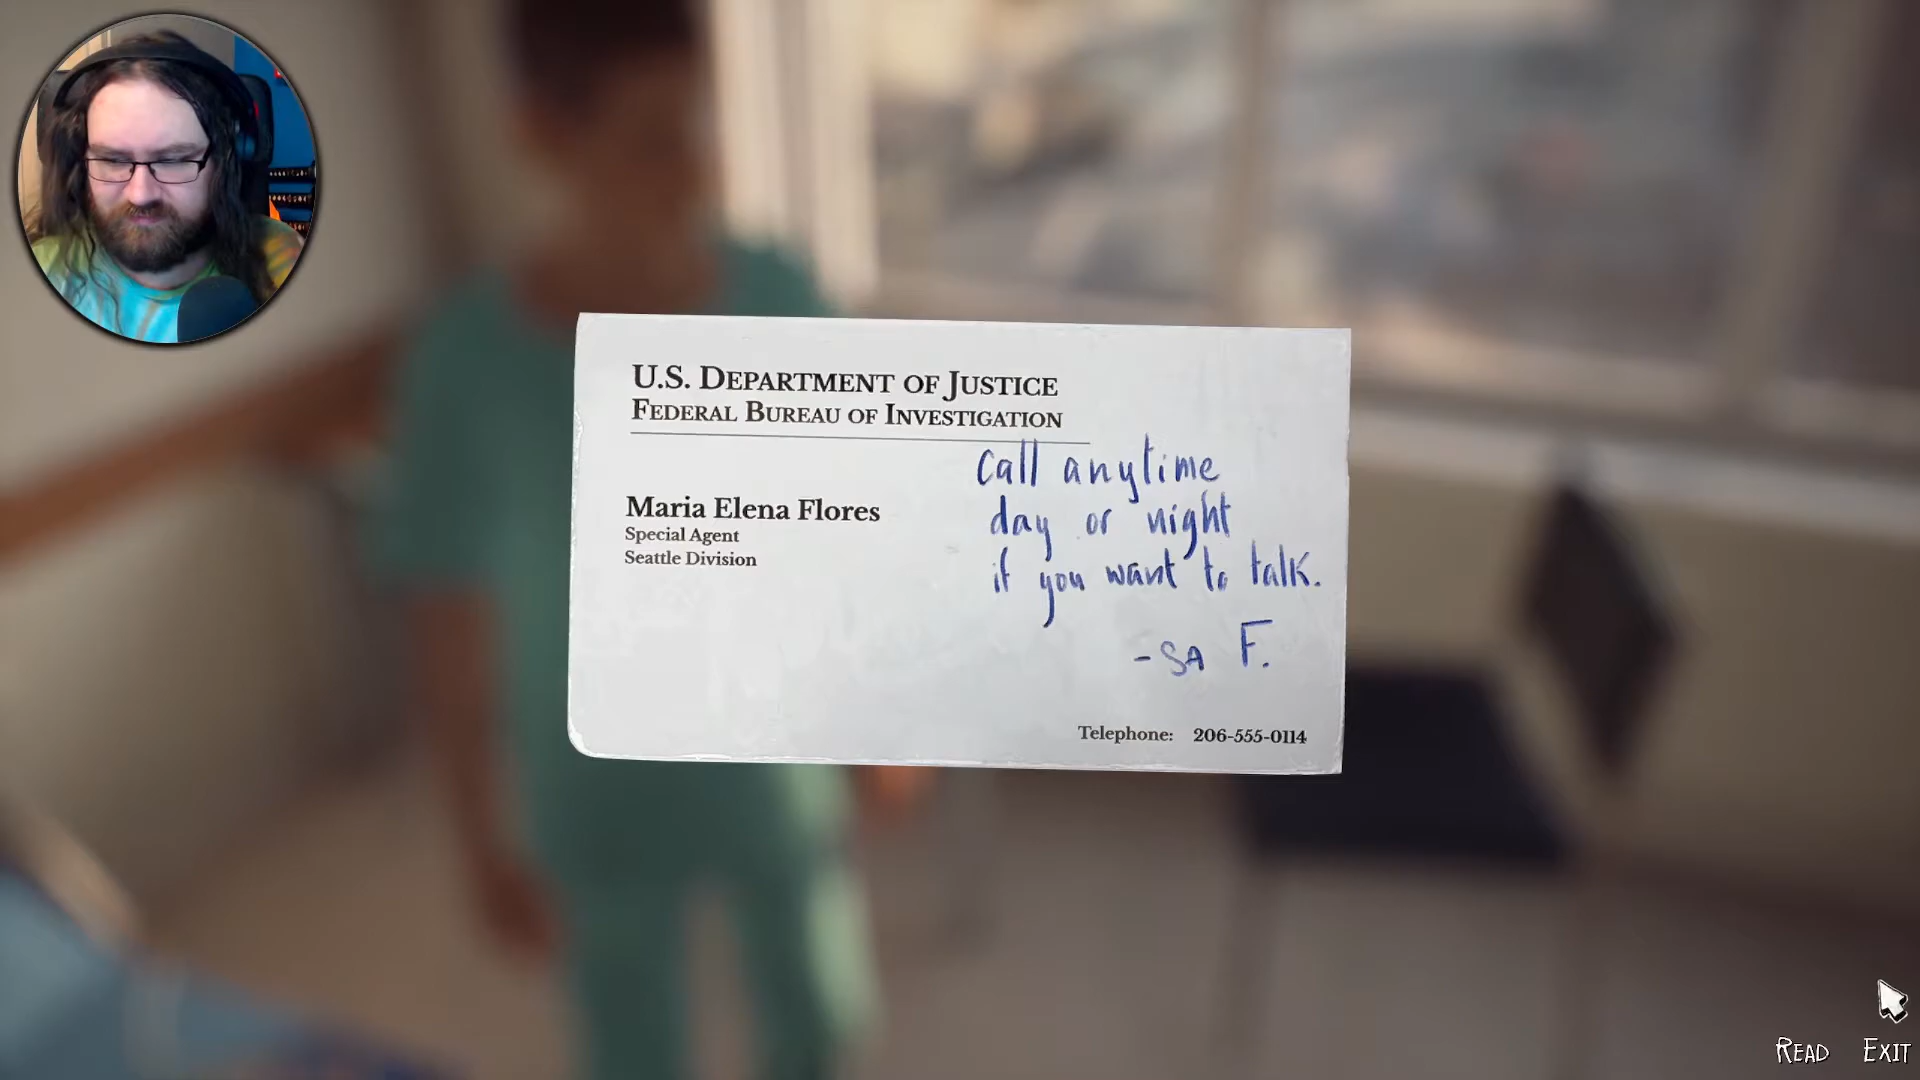 U.S. DEPARTMENT OF JUSTICE
FEDERAL BUREAU OF INVESTIGATION
Call anytime
day or night
if you want to talk.
-SA F.
Maria Elena Flores
Special Agent
Seattle Division
Telephone: 206-555-0114
READ EXIT